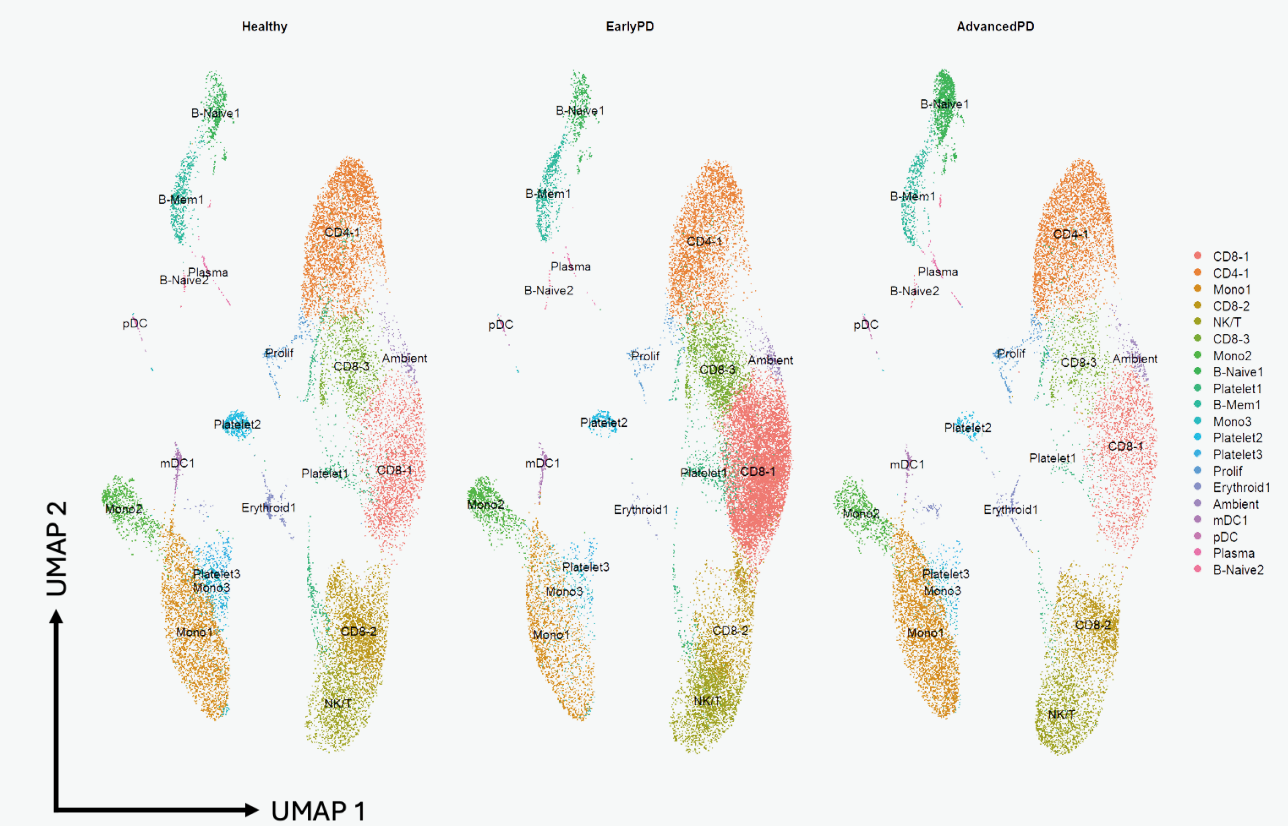 Healthy
EarlyPD
AdvancedPD
B-Naive1
B-Mem1
CD4-1
Plasma
B-Naive2
pDC
Prolif
CD8-3
Ambient
Platelet2
mDC1
Platelet1
CD8-1
Mono2
Erythroid1
Platelet3
Mono3
Mono1
CD8-2
NK/T
B-Naive1
B-Mem1
CD4-1
Plasma
B-Naive2
pDC
Prolif
CD8-3
Ambient
Platelet2
mDC1
Platelet1
CD8-1
Mono2
Erythroid1
Platelet3
Mono3
Mono1
CD8-2
NK/T
B-Naive1
B-Mem1
CD4-1
Plasma
B-Naive2
pDC
Prolif
CD8-3
Ambient
Platelet2
mDC1
Platelet1
CD8-1
Mono2
Erythroid1
Platelet3
Mono3
Mono1
CD8-2
NK/T
CD8-1
CD4-1
Mono1
CD8-2
NK/T
CD8-3
Mono2
B-Naive1
Platelet1
B-Mem1
Mono3
Platelet2
Platelet3
Prolif
Erythroid1
Ambient
mDC1
pDC
Plasma
B-Naive2
UMAP 2
UMAP 1